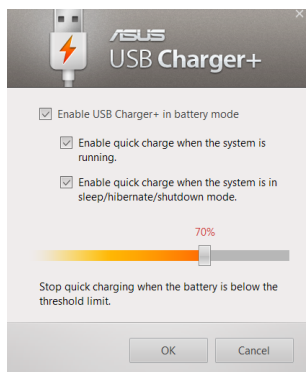 ASUS
USB Charger+
Enable USB Charger+ in battery mode
Enable quick charge when the system is
running.
Enable quick charge when the system is in
sleep/hibernate/shutdown mode.
70%
Stop quick charging when the battery is below the
threshold limit.
OK
Cancel